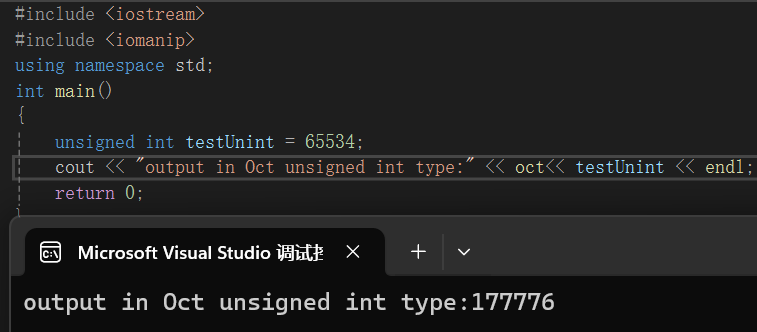 #include <iostream>
#include <iomanip>
using namespace std;
int main()
{
    unsigned int testUnint = 65534;
    cout << "output in Oct unsigned int type:" << oct<< testUnint << endl;
    return 0;
}
Microsoft Visual Studio 调试
output in Oct unsigned int type:177776